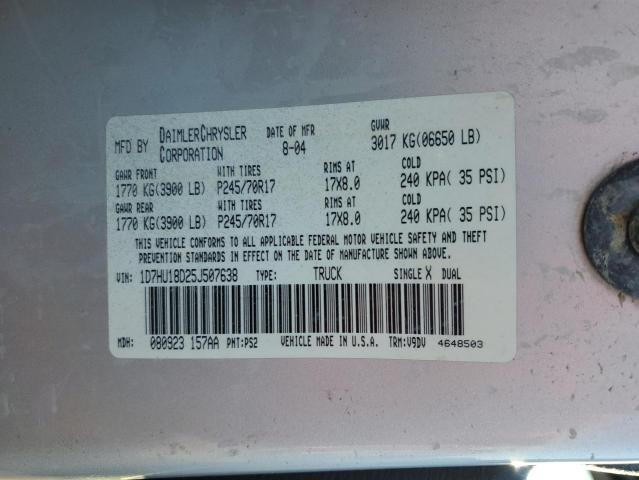 MFD BY DAIMLERCHRYSLER CORPORATION DATE OF MFR 8-04 GVWR 3017 KG(06650 LB)
GAWR FRONT WITH TIRES RIMS AT COLD
1770 KG(3900 LB) P245/70R17 17X8.0 240 KPA( 35 PSI)
GAWR REAR WITH TIRES RIMS AT COLD
1770 KG(3900 LB) P245/70R17 17X8.0 240 KPA( 35 PSI)
THIS VEHICLE CONFORMS TO ALL APPLICABLE FEDERAL MOTOR VEHICLE SAFETY AND THEFT
PREVENTION STANDARDS IN EFFECT ON THE DATE OF MANUFACTURE SHOWN ABOVE.
VIN: 1D7HU18D25J507638 TYPE: TRUCK SINGLE X DUAL
MDH: 080923 157AA PNT:PS2 VEHICLE MADE IN U.S.A. TRM:V9DV 4648503